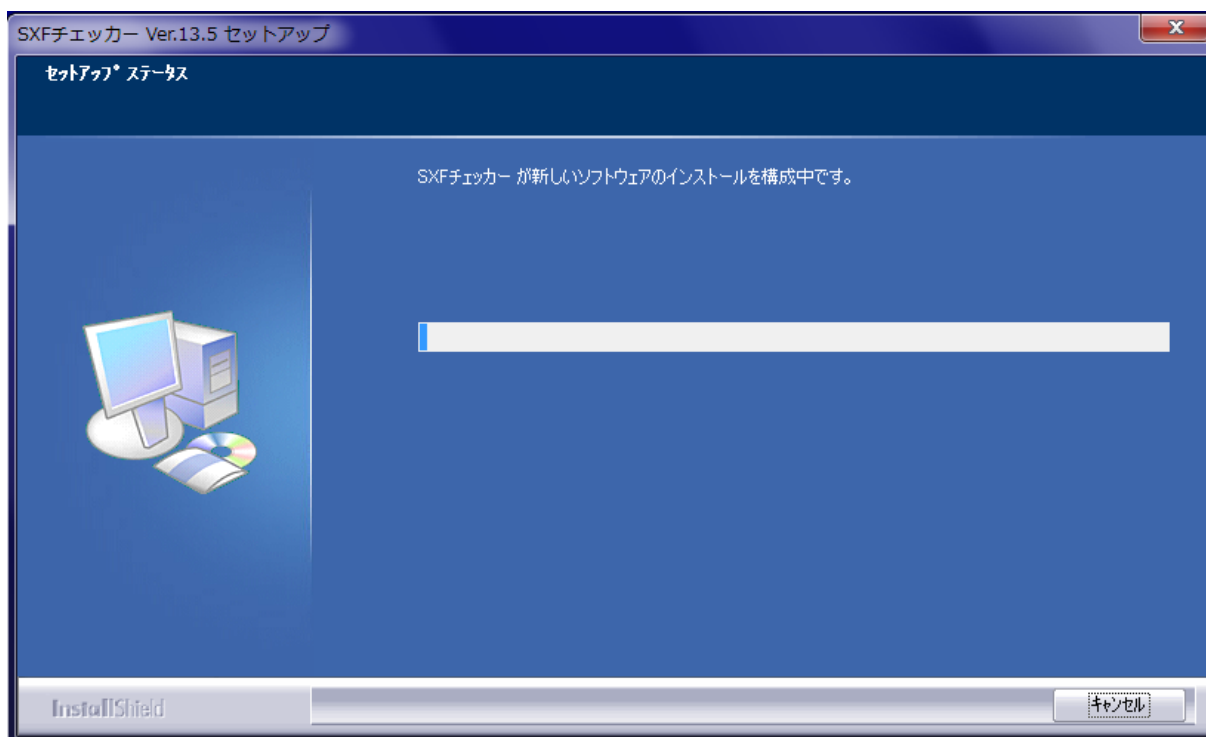 SXFチェッカー Ver.13.5 セットアップ
セットアップ ステータス
SXFチェッカー が新しいソフトウェアのインストールを構成中です。
InstallShield
キャンセル